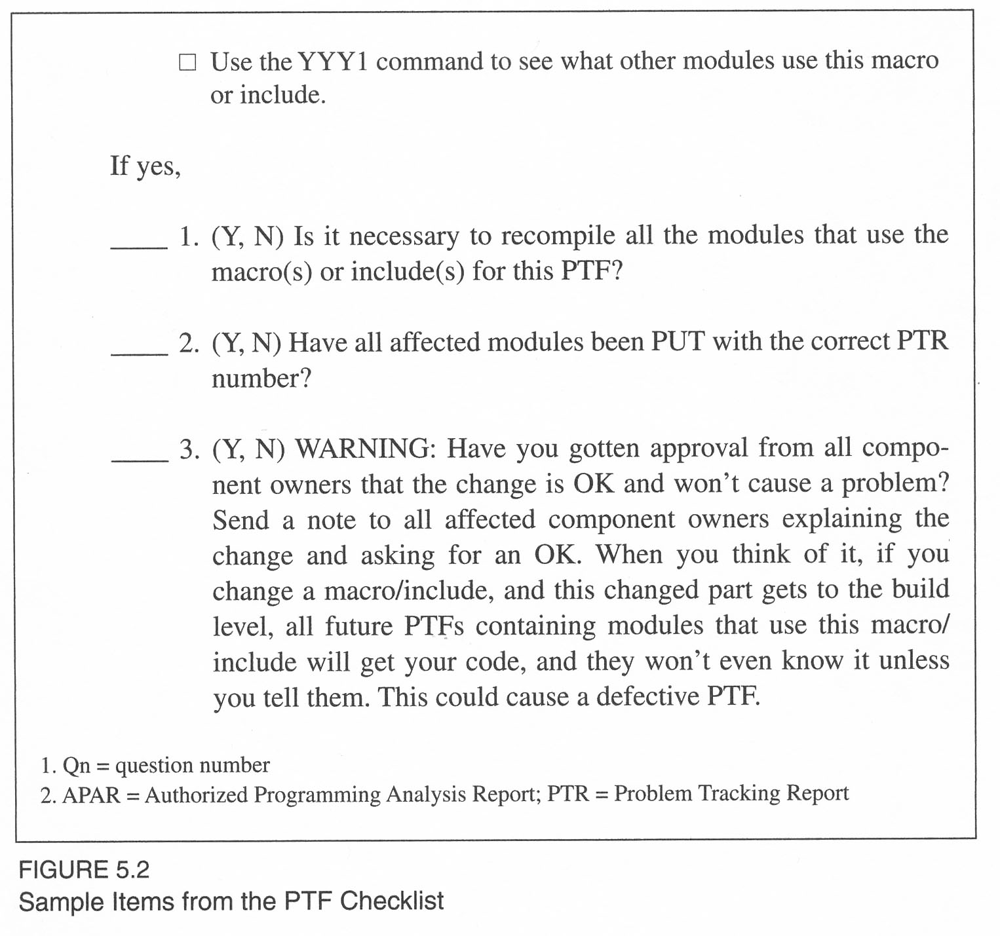 ☐ Use the YYY1 command to see what other modules use this macro
or include.
If yes,
____ 1. (Y, N) Is it necessary to recompile all the modules that use the
macro(s) or include(s) for this PTF?
____ 2. (Y, N) Have all affected modules been PUT with the correct PTR
number?
____ 3. (Y, N) WARNING: Have you gotten approval from all compo-
nent owners that the change is OK and won't cause a problem?
Send a note to all affected component owners explaining the
change and asking for an OK. When you think of it, if you
change a macro/include, and this changed part gets to the build
level, all future PTFs containing modules that use this macro/
include will get your code, and they won't even know it unless
you tell them. This could cause a defective PTF.
1. Qn = question number
2. APAR = Authorized Programming Analysis Report; PTR = Problem Tracking Report
FIGURE 5.2
Sample Items from the PTF Checklist